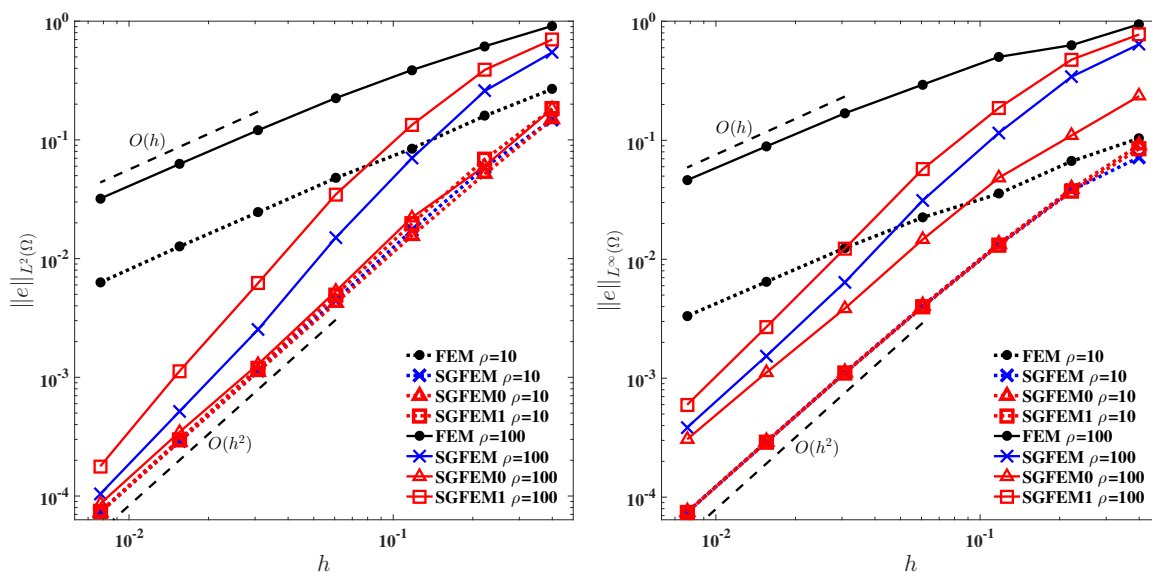 10^0
10^{-1}
10^{-2}
10^{-3}
10^{-4}
10^{-2}
10^{-1}
h
||e||_{L^2(Ω)}
O(h)
O(h^2)
FEM ρ=10
SGFEM ρ=10
SGFEM0 ρ=10
SGFEM1 ρ=10
FEM ρ=100
SGFEM ρ=100
SGFEM0 ρ=100
SGFEM1 ρ=100
10^0
10^{-1}
10^{-2}
10^{-3}
10^{-4}
10^{-2}
10^{-1}
h
||e||_{L^∞(Ω)}
O(h)
O(h^2)
FEM ρ=10
SGFEM ρ=10
SGFEM0 ρ=10
SGFEM1 ρ=10
FEM ρ=100
SGFEM ρ=100
SGFEM0 ρ=100
SGFEM1 ρ=100